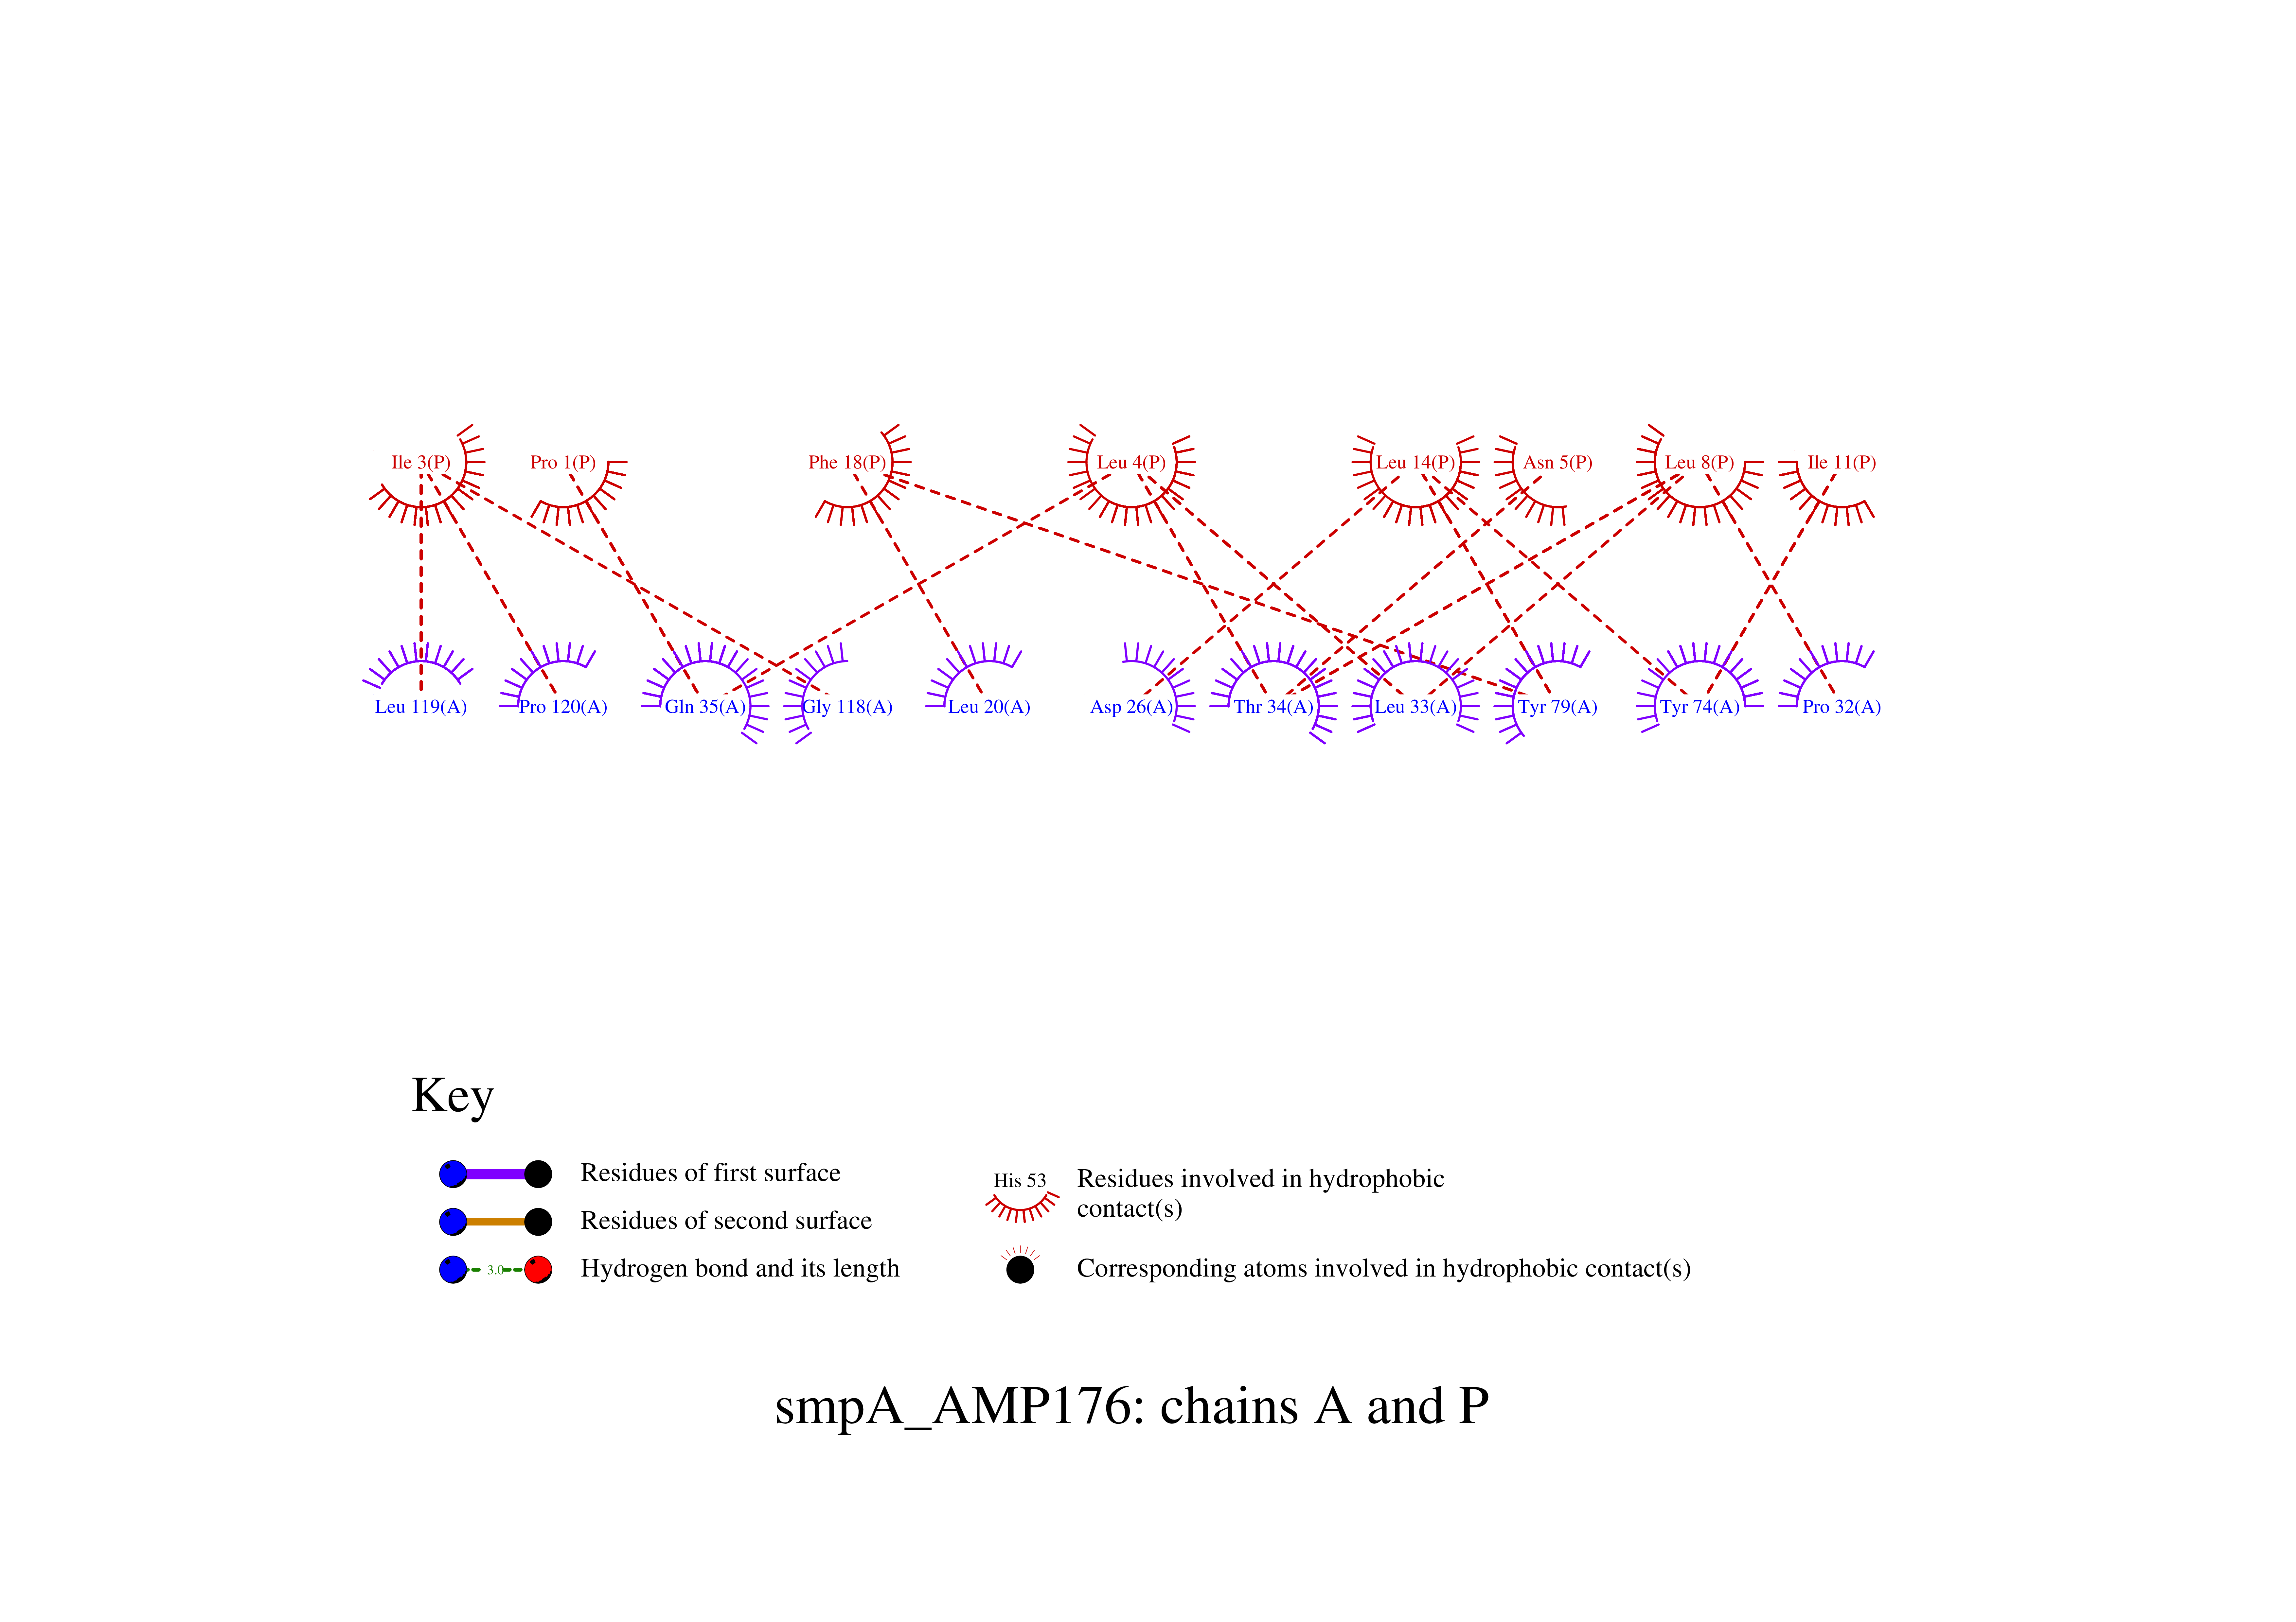 Ile 3(P) Pro 1(P) Phe 18(P) Leu 4(P) Leu 14(P) Asn 5(P) Leu 8(P) Ile 11(P)
Leu 119(A) Pro 120(A) Gln 35(A) Gly 118(A) Leu 20(A) Asp 26(A) Thr 34(A) Leu 33(A) Tyr 79(A) Tyr 74(A) Pro 32(A)
Key
Residues of first surface
Residues of second surface
3.0
Hydrogen bond and its length
His 53
Residues involved in hydrophobic
contact(s)
Corresponding atoms involved in hydrophobic contact(s)
smpA_AMP176: chains A and P